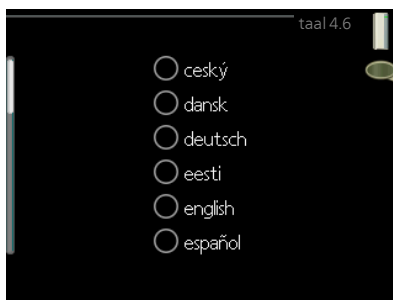 taal 4.6
ceský
dansk
deutsch
eesti
english
español